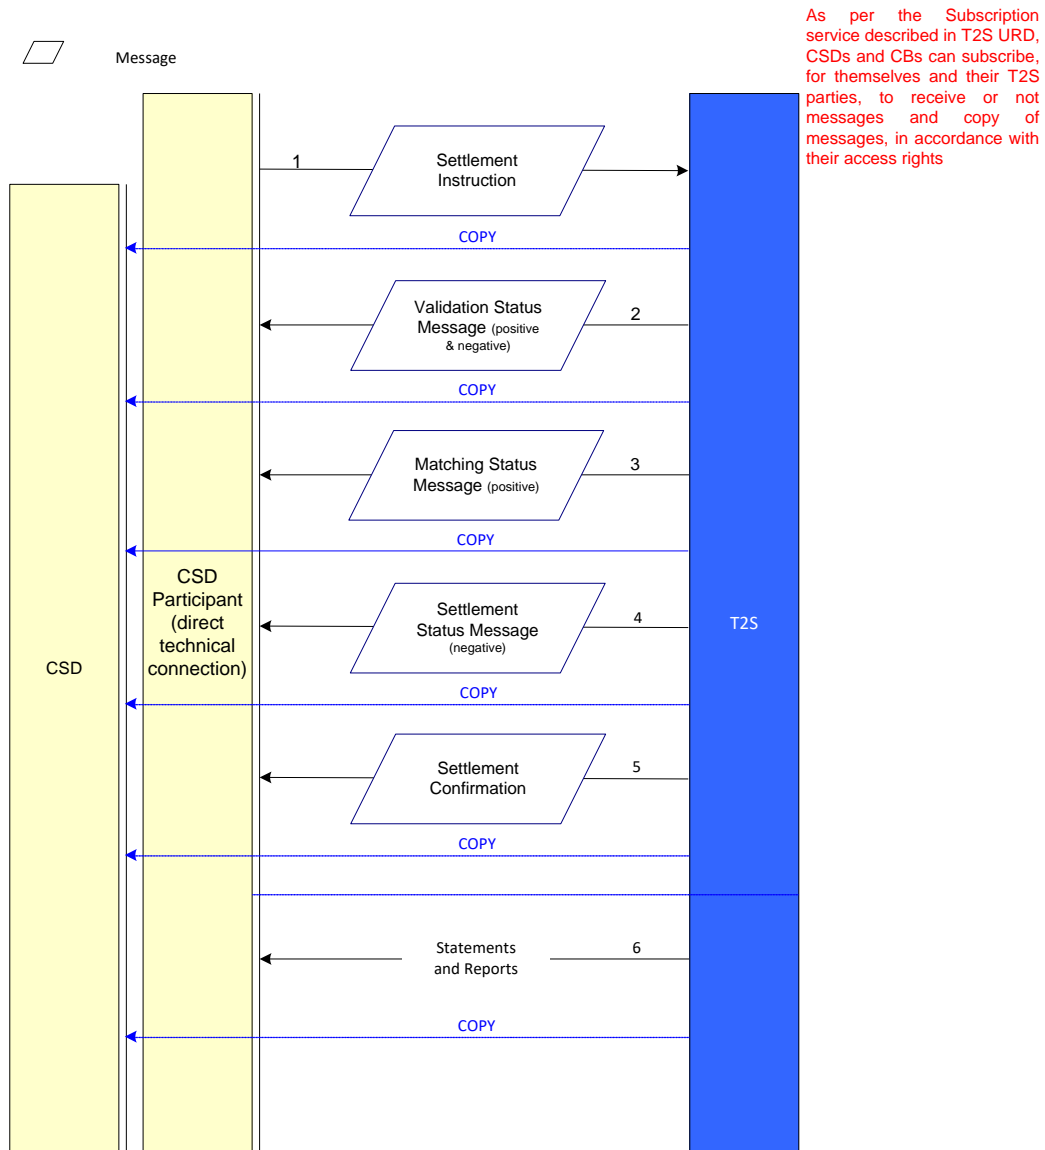 As per the Subscription
service described in T2S URD,
CSDs and CBs can subscribe,
for themselves and their T2S
parties, to receive or not
messages and copy of
messages, in accordance with
their access rights
Message
1
Settlement
Instruction
COPY
Validation Status
Message (positive
& negative)
2
COPY
Matching Status
Message (positive)
3
COPY
CSD
Participant
(direct
technical
connection)
Settlement
Status Message
(negative)
4
T2S
CSD
COPY
Settlement
Confirmation
5
COPY
Statements
and Reports
6
COPY